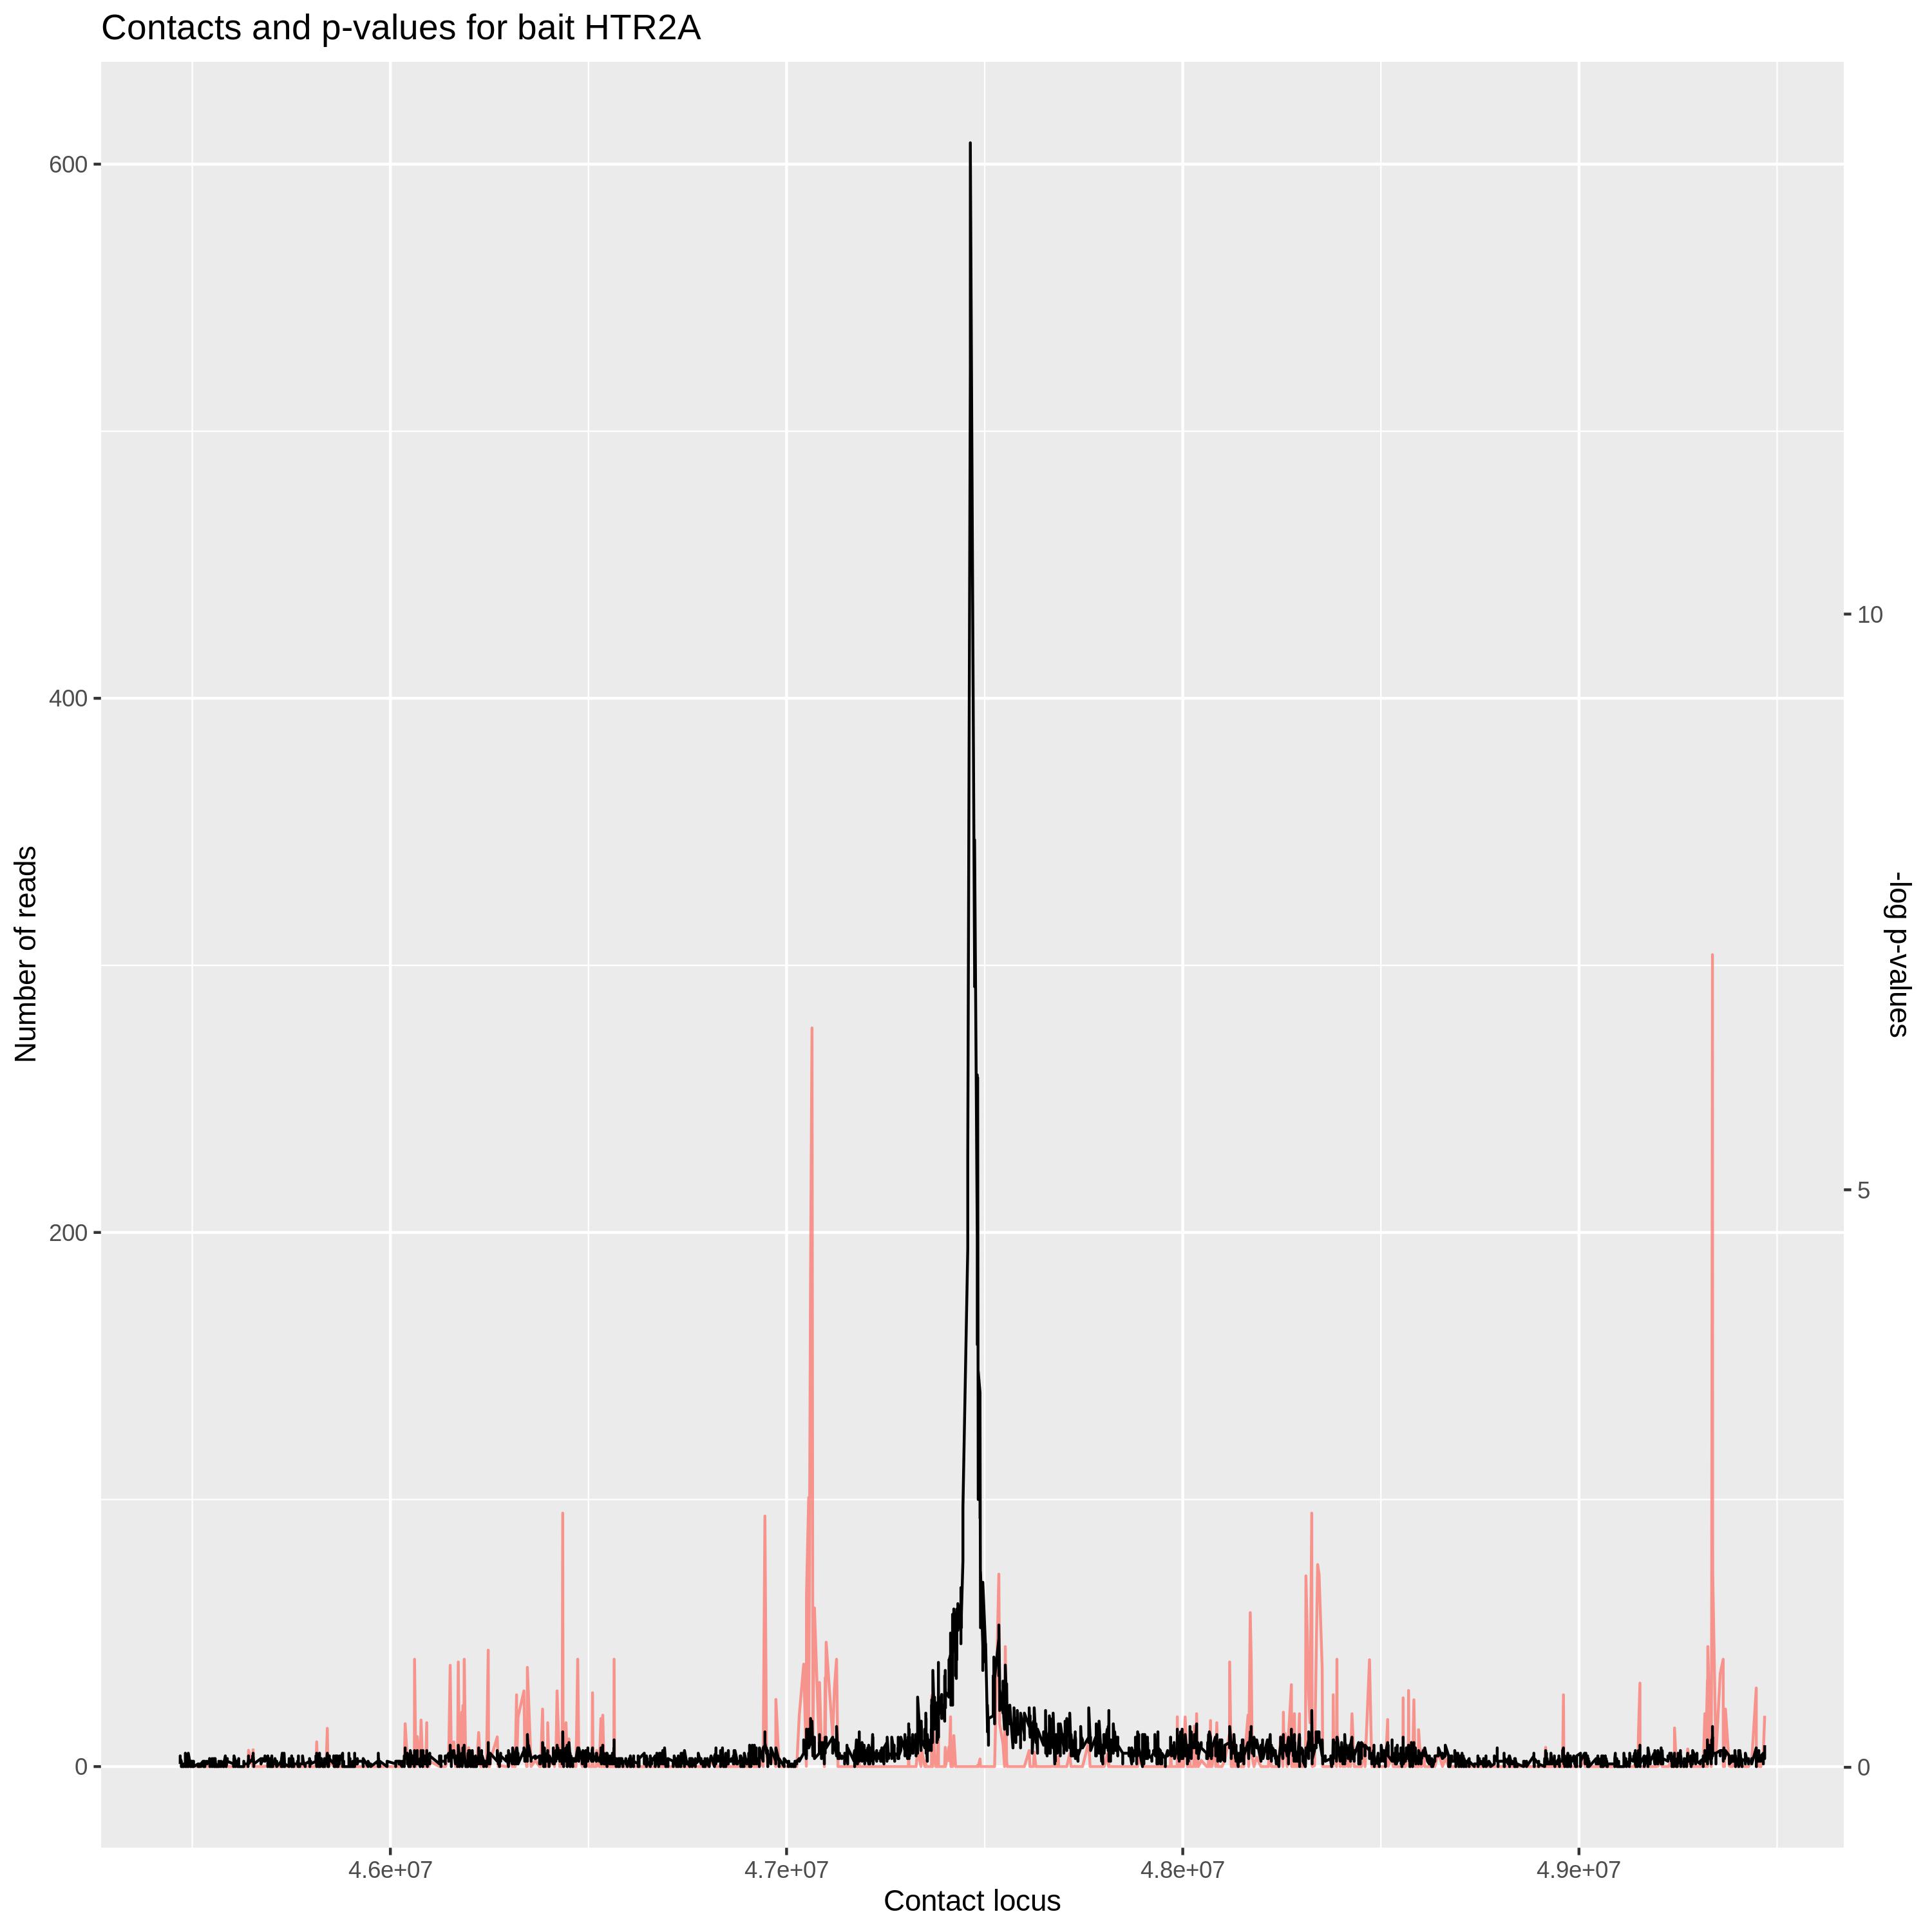 Contacts and p-values for bait HTR2A
600
400
200
0
10
5
0
Number of reads
-log p-values
4.6e+07 4.7e+07 4.8e+07 4.9e+07
Contact locus